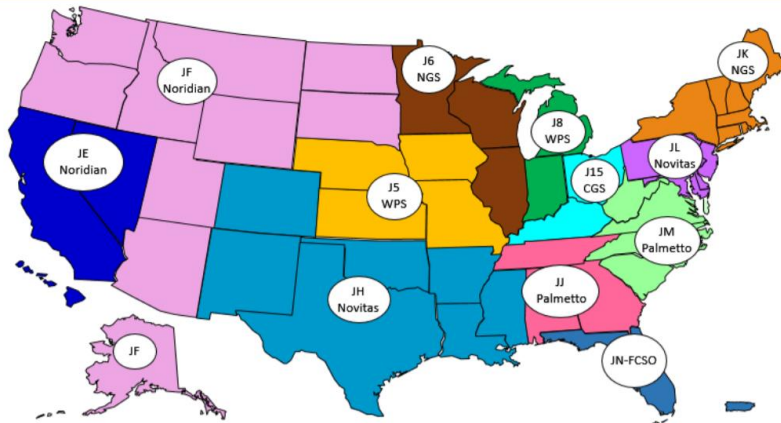 JF
Noridian
J6
NGS
JK
NGS
J8
WPS
JE
Noridian
JL
Novitas
J15
CGS
J5
WPS
JM
Palmetto
JH
Novitas
JJ
Palmetto
JF
JN-FCSO